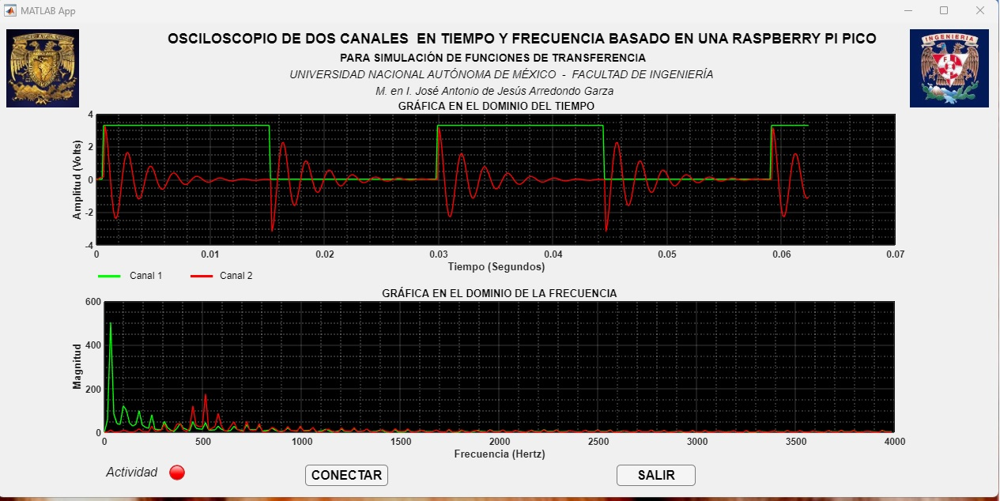 MATLAB App
OSCILOSCOPIO DE DOS CANALES EN TIEMPO Y FRECUENCIA BASADO EN UNA RASPBERRY PI PICO
PARA SIMULACIÓN DE FUNCIONES DE TRANSFERENCIA
UNIVERSIDAD NACIONAL AUTÓNOMA DE MÉXICO - FACULTAD DE INGENIERÍA
M. en I. José Antonio de Jesús Arredondo Garza
INGENIERIA
GRÁFICA EN EL DOMINIO DEL TIEMPO
Amplitud (Volts)
4
2
0
-2
-4
0 0.01 0.02 0.03 0.04 0.05 0.06 0.07
Tiempo (Segundos)
Canal 1 Canal 2
GRÁFICA EN EL DOMINIO DE LA FRECUENCIA
Magnitud
600
400
200
0
0 500 1000 1500 2000 2500 3000 3500 4000
Frecuencia (Hertz)
Actividad
CONECTAR
SALIR